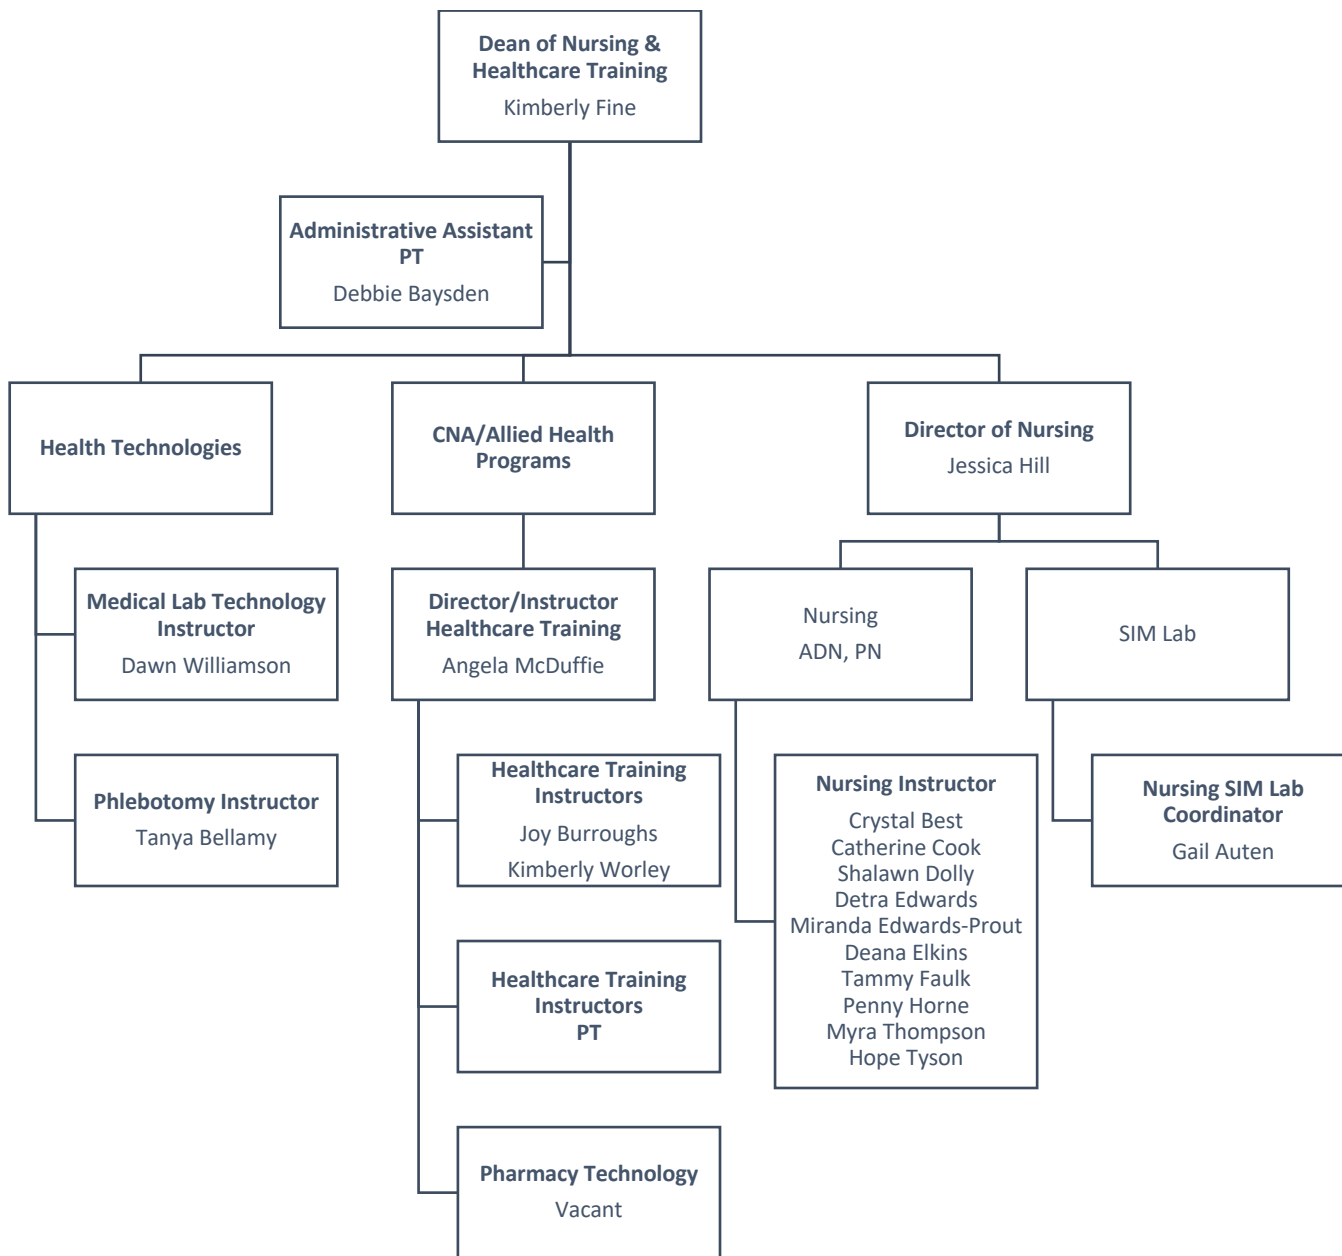 Dean of Nursing &
Healthcare Training
Kimberly Fine
Administrative Assistant
PT
Debbie Baysden
Health Technologies
CNA/Allied Health
Programs
Director of Nursing
Jessica Hill
Medical Lab Technology
Instructor
Dawn Williamson
Director/Instructor
Healthcare Training
Angela McDuffie
Nursing
ADN, PN
SIM Lab
Phlebotomy Instructor
Tanya Bellamy
Healthcare Training
Instructors
Joy Burroughs
Kimberly Worley
Nursing Instructor
Crystal Best
Catherine Cook
Shalawn Dolly
Detra Edwards
Miranda Edwards-Prout
Deana Elkins
Tammy Faulk
Penny Horne
Myra Thompson
Hope Tyson
Nursing SIM Lab
Coordinator
Gail Auten
Healthcare Training
Instructors
PT
Pharmacy Technology
Vacant